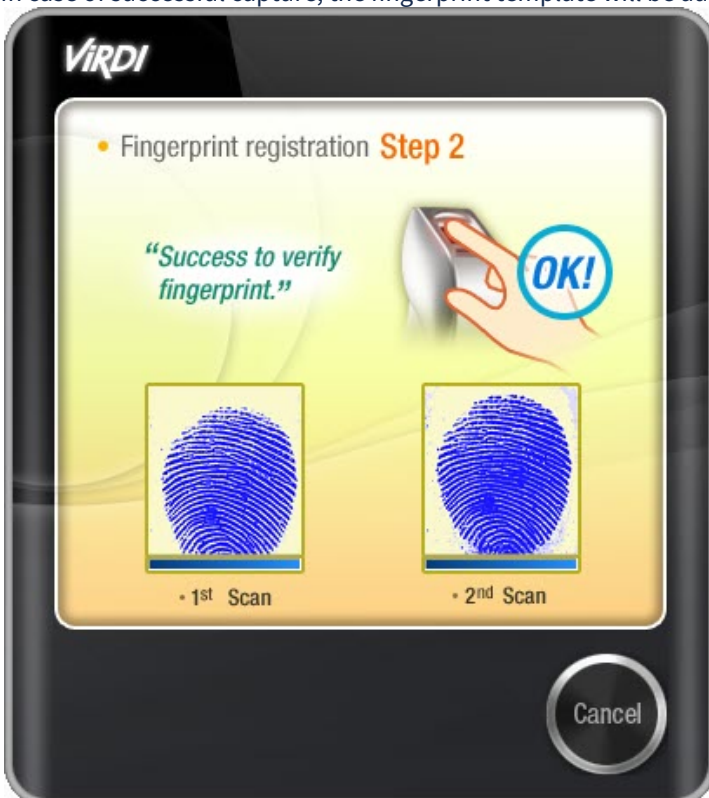 In case of successful capture, the fingerprint template will be ad
ViRDI
• Fingerprint registration Step 2
“Success to verify
fingerprint.”
OK!
• 1st Scan
• 2nd Scan
Cancel